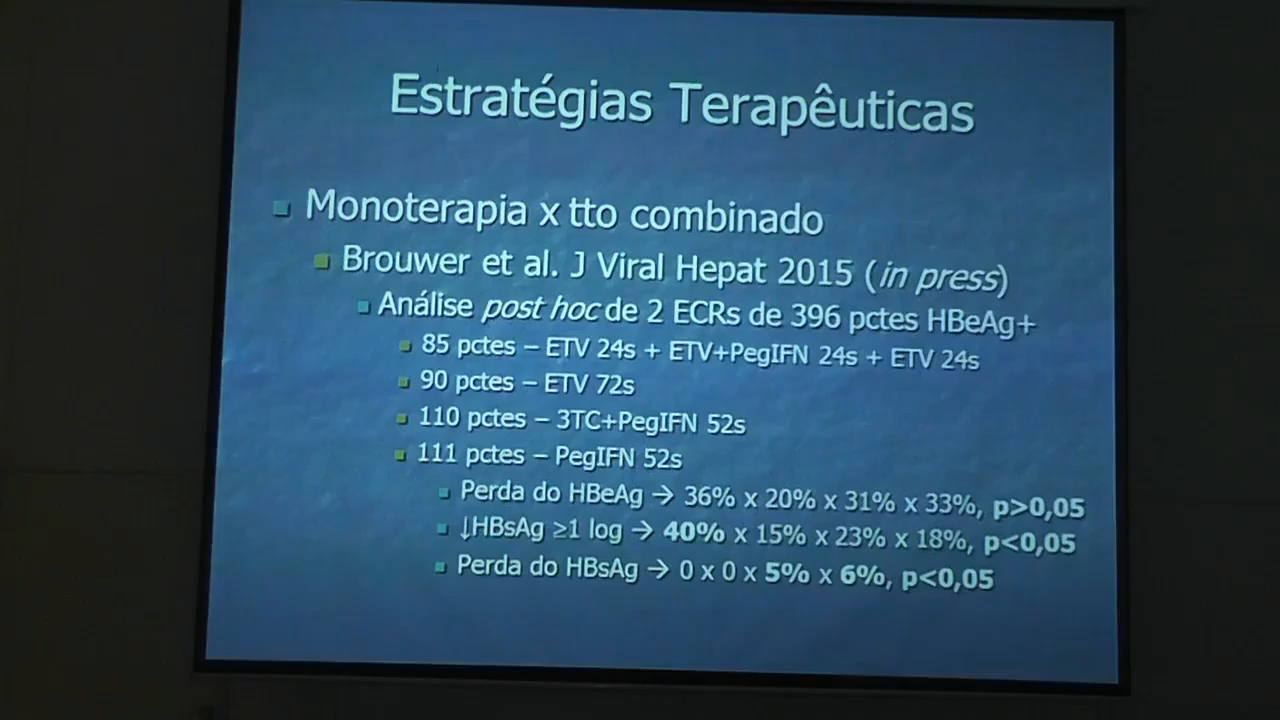 Estratégias Terapêuticas
Monoterapia x tto combinado
Brouwer et al. J Viral Hepat 2015 (in press)
Análise post hoc de 2 ECRs de 396 pctes HBeAg+
85 pctes – ETV 24s + ETV+PegIFN 24s + ETV 24s
90 pctes – ETV 72s
110 pctes – 3TC+PegIFN 52s
111 pctes – PegIFN 52s
Perda do HBeAg → 36% x 20% x 31% x 33%, p>0,05
↓HBsAg ≥1 log → 40% x 15% x 23% x 18%, p<0,05
Perda do HBsAg → 0 x 0 x 5% x 6%, p<0,05